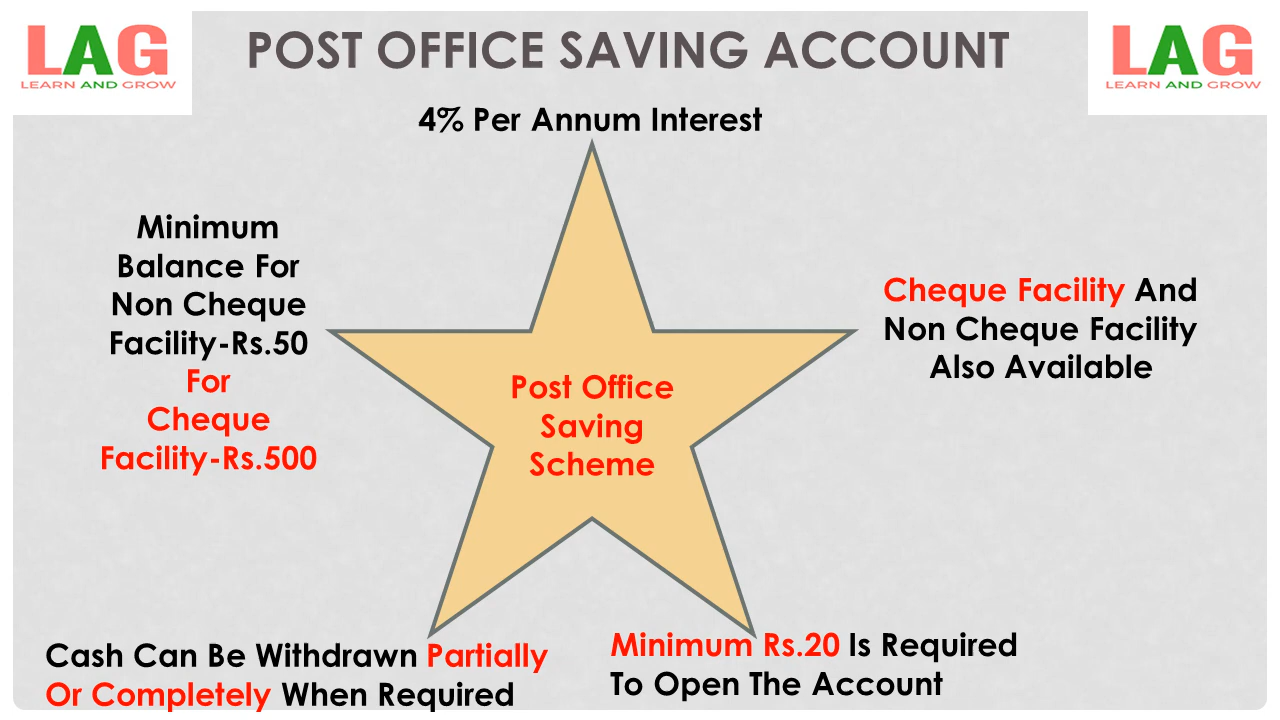 LAG
LEARN AND GROW
POST OFFICE SAVING ACCOUNT
LAG
LEARN AND GROW
4% Per Annum Interest
Minimum
Balance For
Non Cheque
Facility-Rs.50
For
Cheque
Facility-Rs.500
Cheque Facility And
Non Cheque Facility
Also Available
Post Office
Saving
Scheme
Cash Can Be Withdrawn Partially
Or Completely When Required
Minimum Rs.20 Is Required
To Open The Account